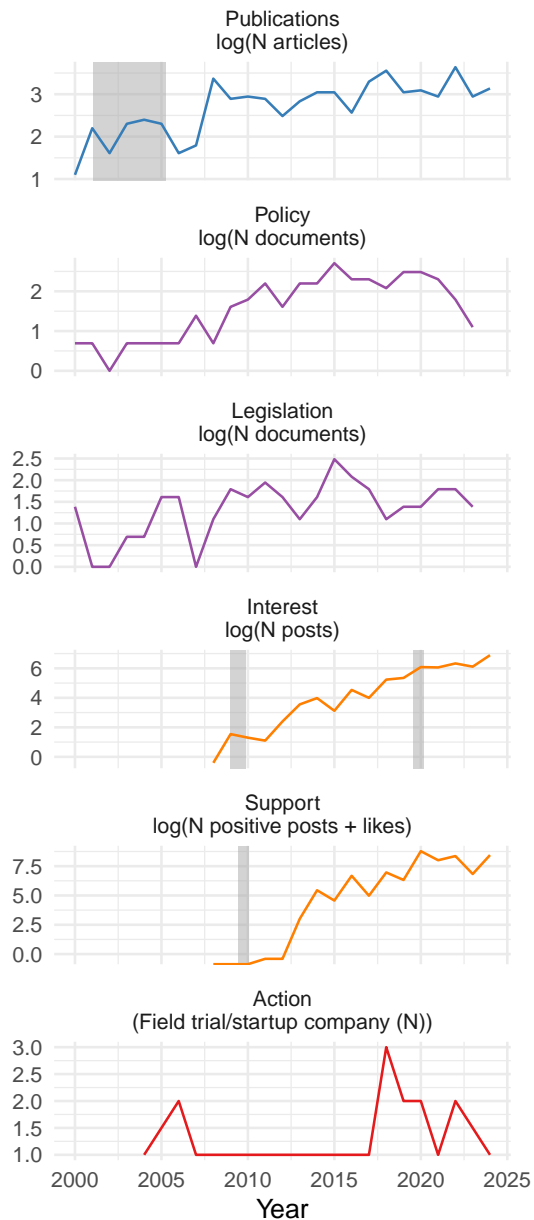 Publications
log(N articles)
3
2
1
Policy
log(N documents)
2
1
0
Legislation
log(N documents)
2.5
2.0
1.5
1.0
0.5
0.0
Interest
log(N posts)
6
4
2
0
Support
log(N positive posts + likes)
7.5
5.0
2.5
0.0
Action
(Field trial/startup company (N))
3.0
2.5
2.0
1.5
1.0
2000 2005 2010 2015 2020 2025
Year